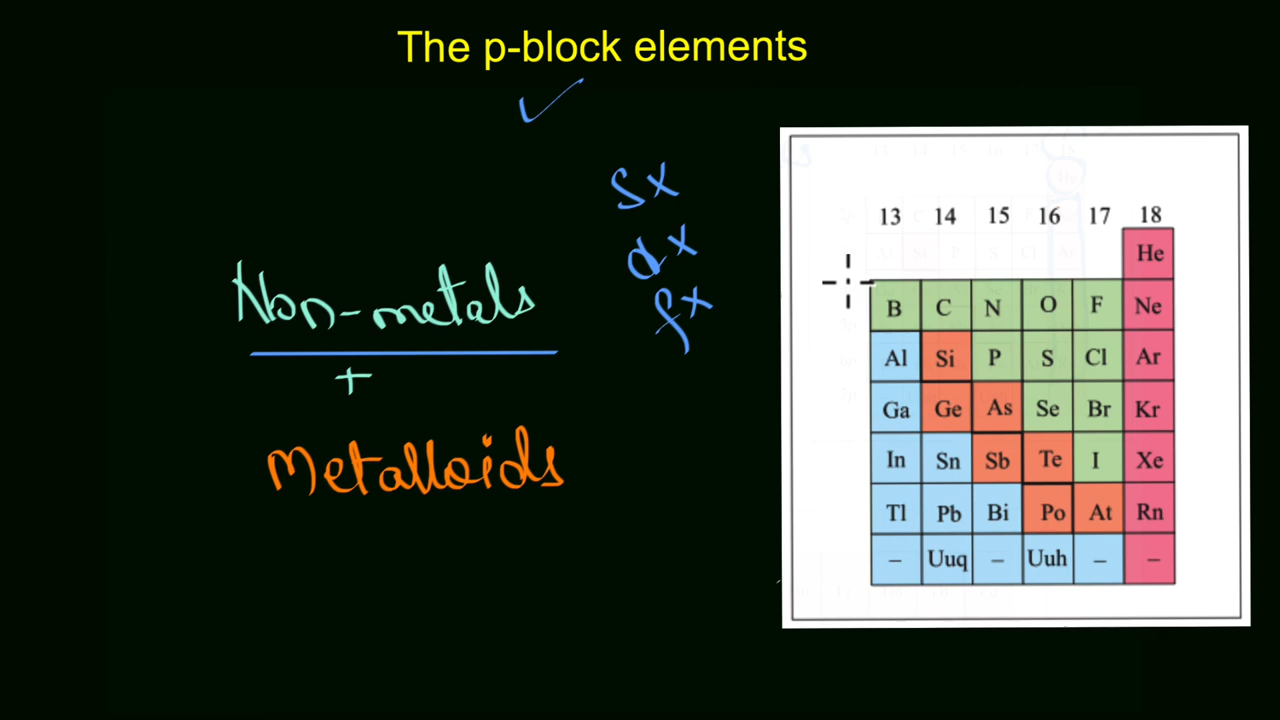 The p-block elements
s x
d x
f x
Non-metals
+
Metalloids
13 14 15 16 17 18
He
B C N O F Ne
Al Si P S Cl Ar
Ga Ge As Se Br Kr
In Sn Sb Te I Xe
Tl Pb Bi Po At Rn
– Uuq – Uuh – –